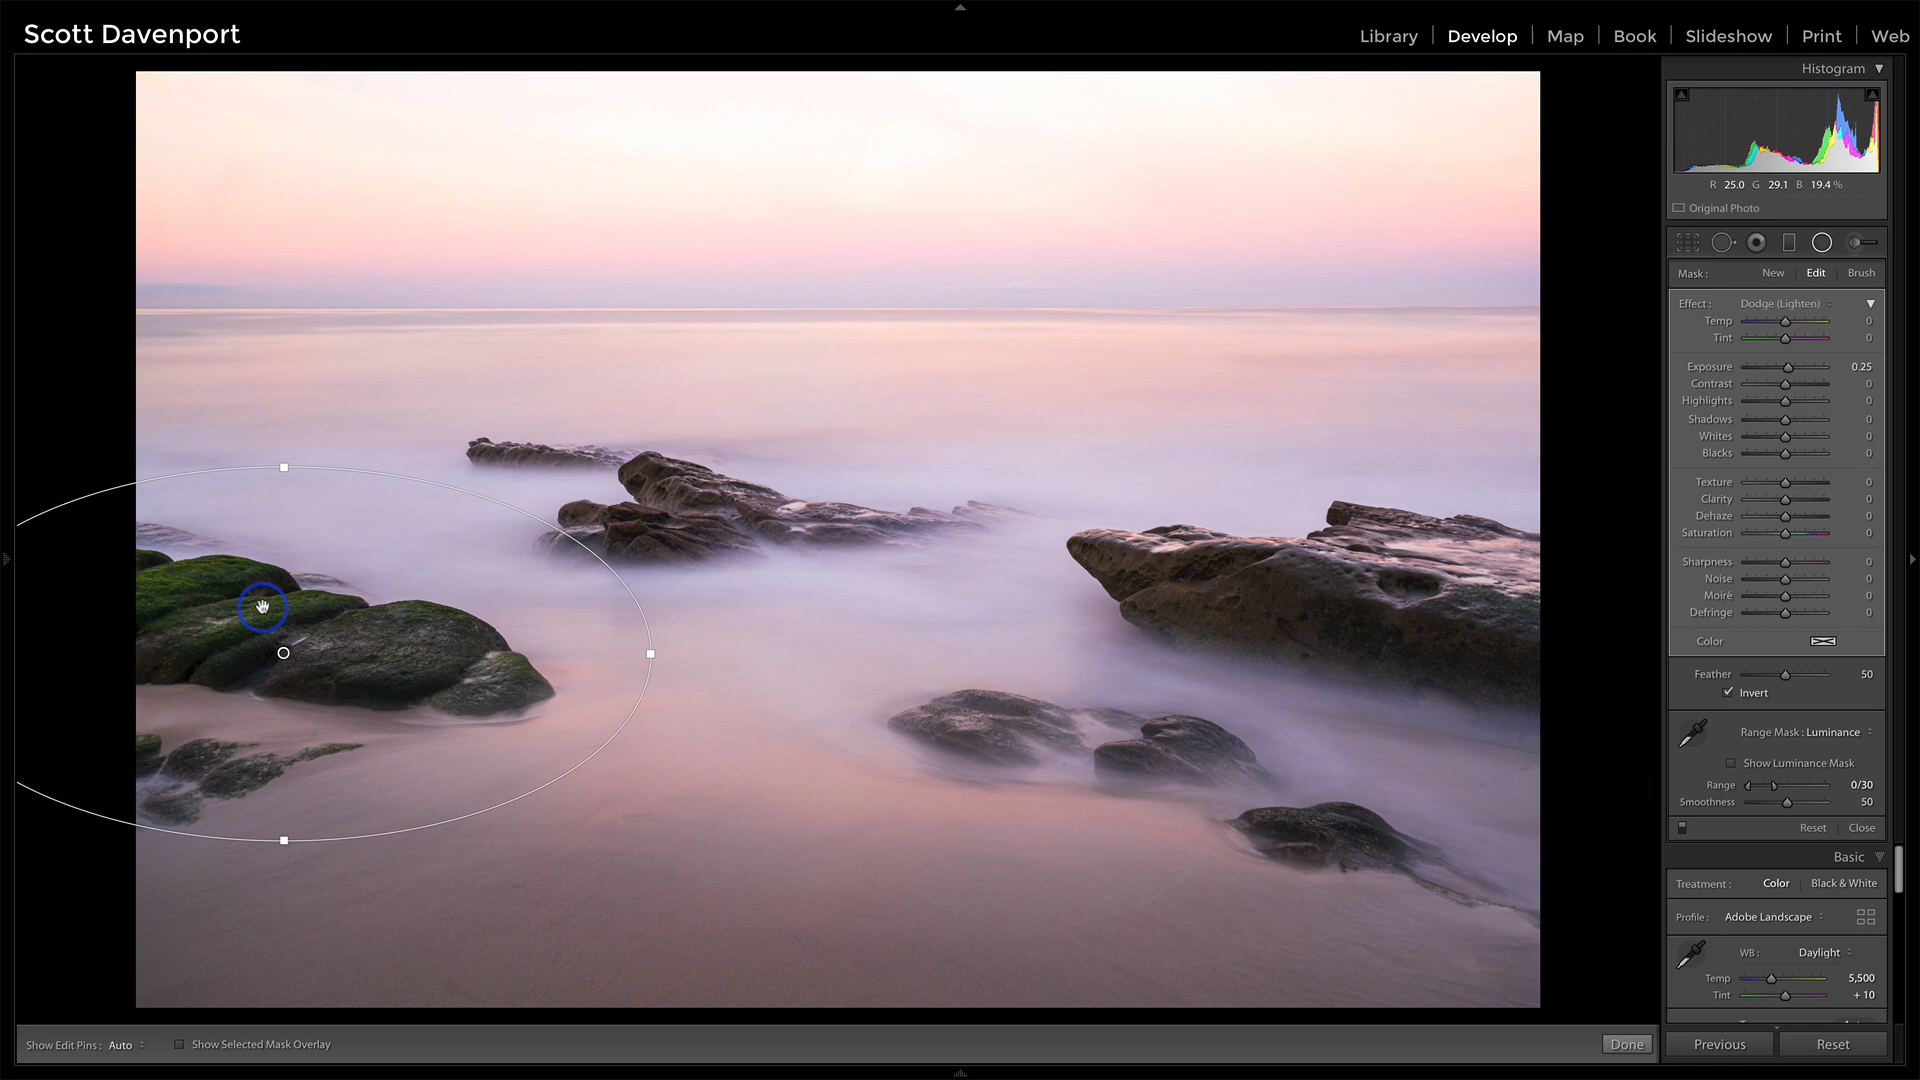 Scott Davenport
Library | Develop | Map | Book | Slideshow | Print | Web
Histogram
R 25.0 G 29.1 B 19.4 %
Original Photo
Mask : New Edit Brush
Effect : Dodge (Lighten)
Temp 0
Tint 0
Exposure 0.25
Contrast 0
Highlights 0
Shadows 0
Whites 0
Blacks 0
Texture 0
Clarity 0
Dehaze 0
Saturation 0
Sharpness 0
Noise 0
Moiré 0
Defringe 0
Color
Feather 50
Invert
Range Mask : Luminance
Show Luminance Mask
Range 0/30
Smoothness 50
Reset | Close
Basic
Treatment : Color | Black & White
Profile : Adobe Landscape
WB : Daylight
Temp 5,500
Tint + 10
Show Edit Pins : Auto Show Selected Mask Overlay Done Previous Reset